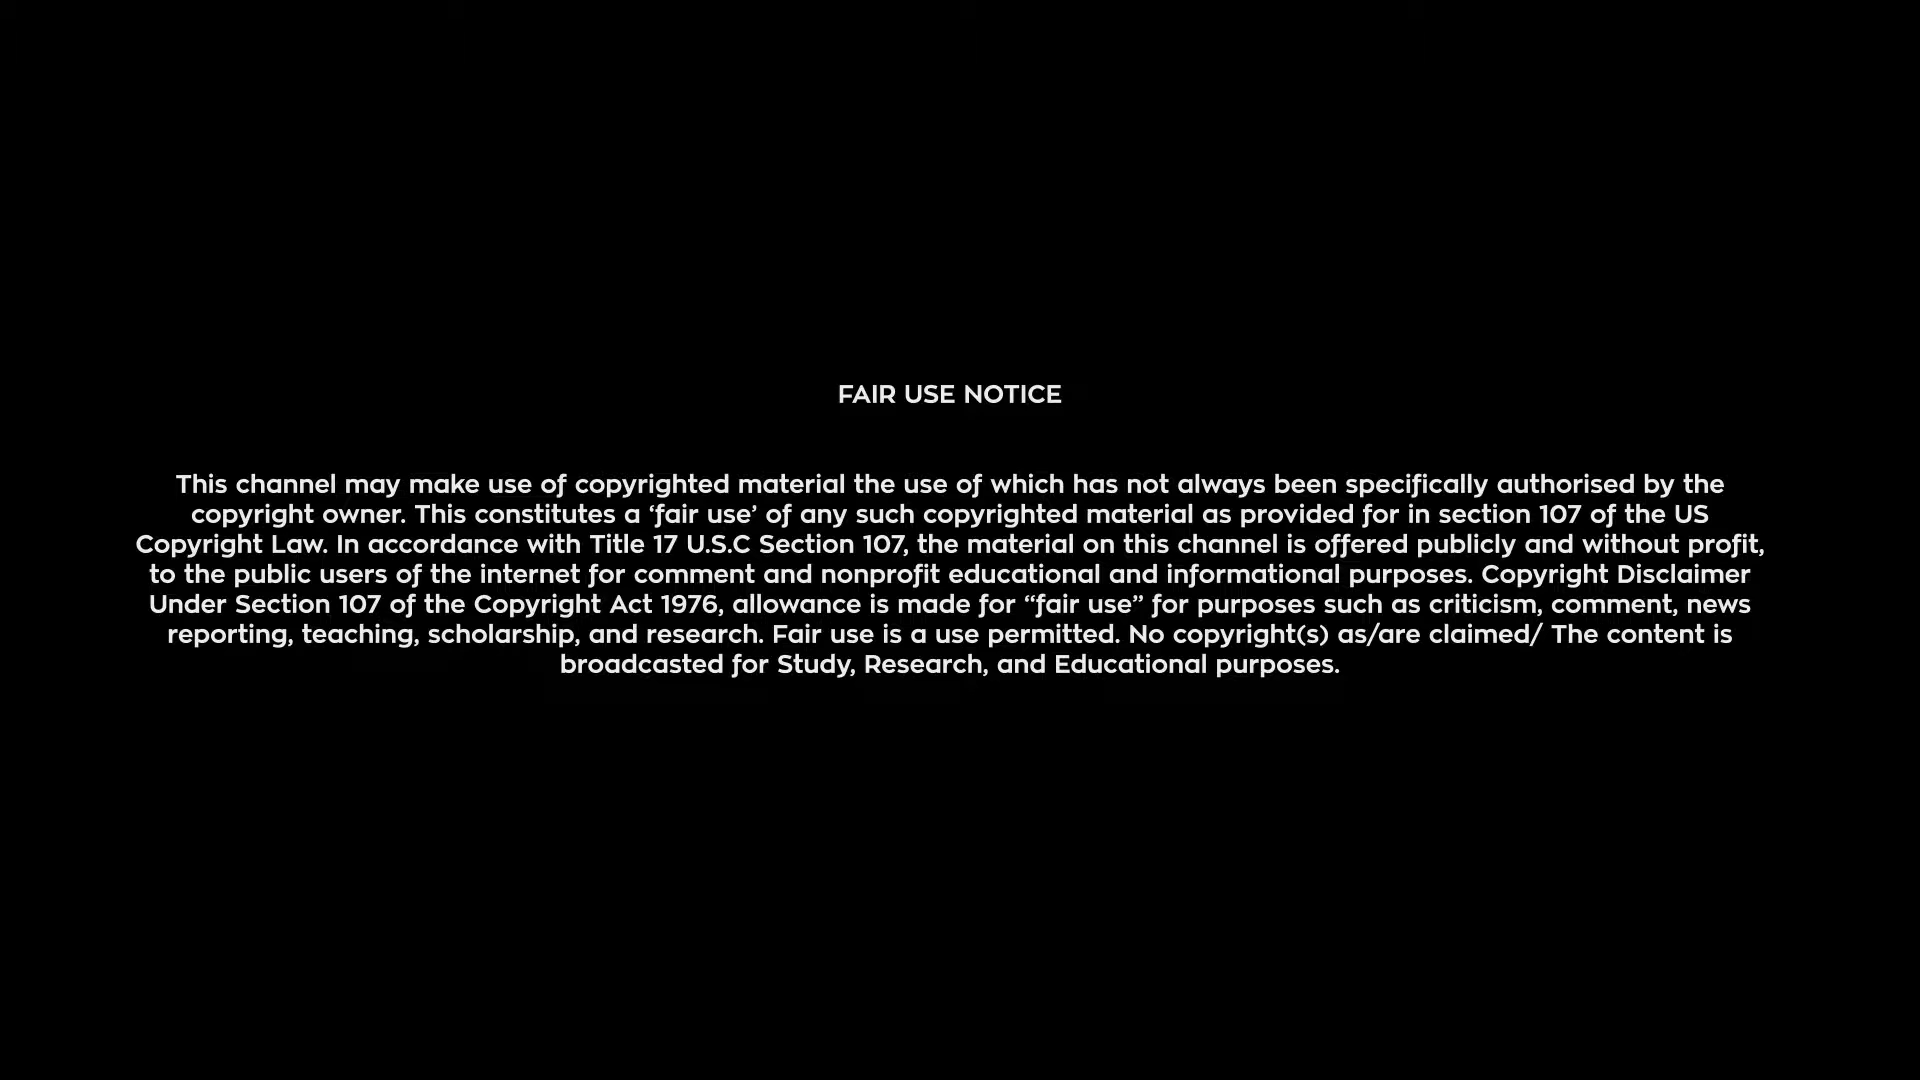 FAIR USE NOTICE
This channel may make use of copyrighted material the use of which has not always been specifically authorised by the
copyright owner. This constitutes a ‘fair use’ of any such copyrighted material as provided for in section 107 of the US
Copyright Law. In accordance with Title 17 U.S.C Section 107, the material on this channel is offered publicly and without profit,
to the public users of the internet for comment and nonprofit educational and informational purposes. Copyright Disclaimer
Under Section 107 of the Copyright Act 1976, allowance is made for “fair use” for purposes such as criticism, comment, news
reporting, teaching, scholarship, and research. Fair use is a use permitted. No copyright(s) as/are claimed/ The content is
broadcasted for Study, Research, and Educational purposes.